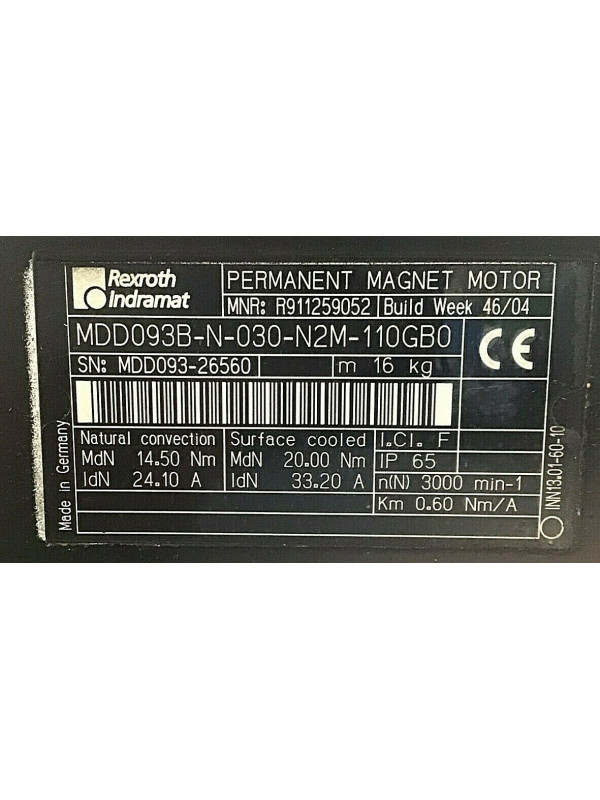 Rexroth
Indramat
PERMANENT MAGNET MOTOR
MNR: R911259052 Build Week 46/04
MDD093B-N-030-N2M-110GB0
CE
SN: MDD093-26560 m 16 kg
Natural convection Surface cooled I.Cl. F
MdN 14.50 Nm MdN 20.00 Nm IP 65
IdN 24.10 A IdN 33.20 A n(N) 3000 min-1
Km 0.60 Nm/A
Made in Germany
INN13.01-60-10